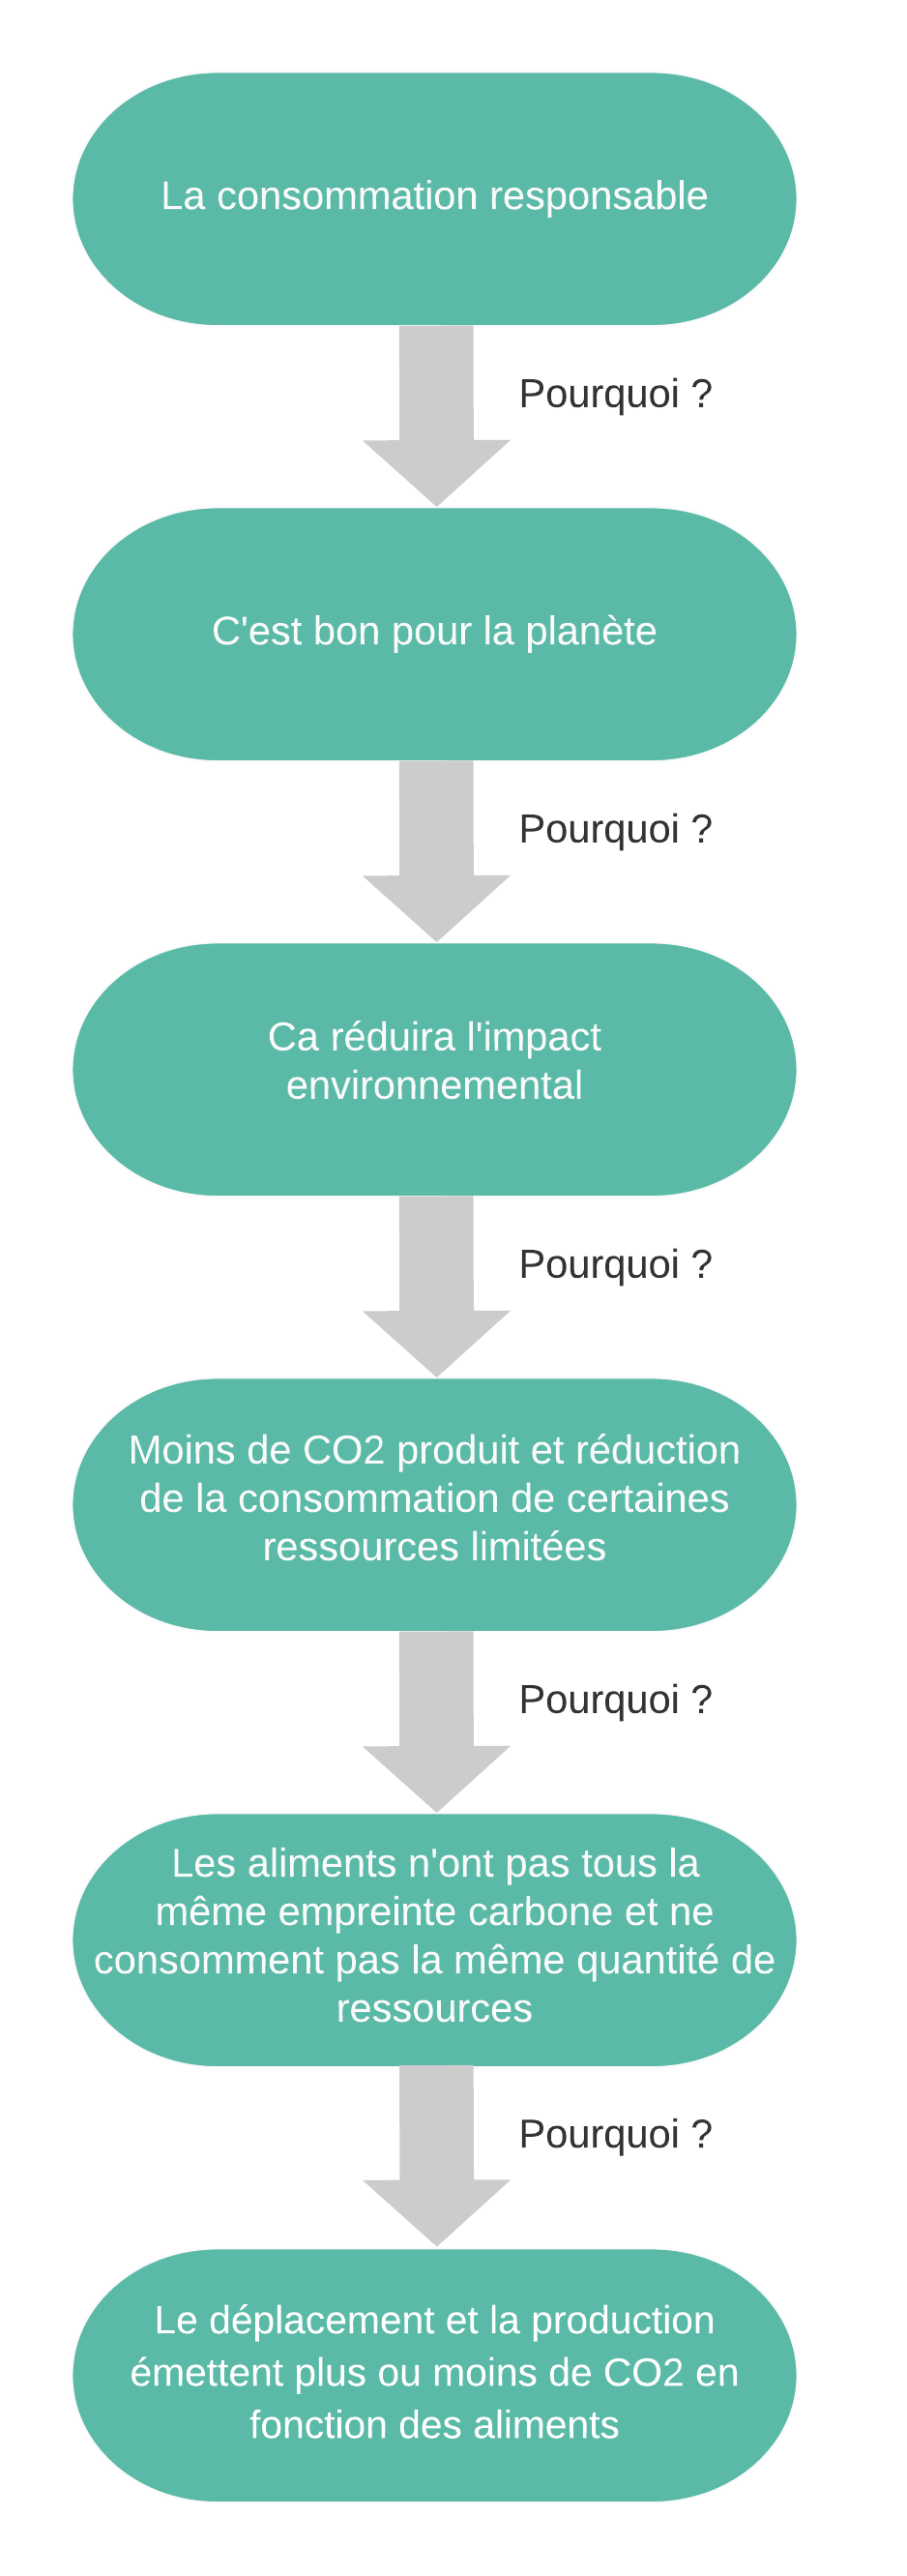 La consommation responsable
Pourquoi ?
C'est bon pour la planète
Pourquoi ?
Ca réduira l'impact
environnemental
Pourquoi ?
Moins de CO2 produit et réduction
de la consommation de certaines
ressources limitées
Pourquoi ?
Les aliments n'ont pas tous la
même empreinte carbone et ne
consomment pas la même quantité de
ressources
Pourquoi ?
Le déplacement et la production
émettent plus ou moins de CO2 en
fonction des aliments